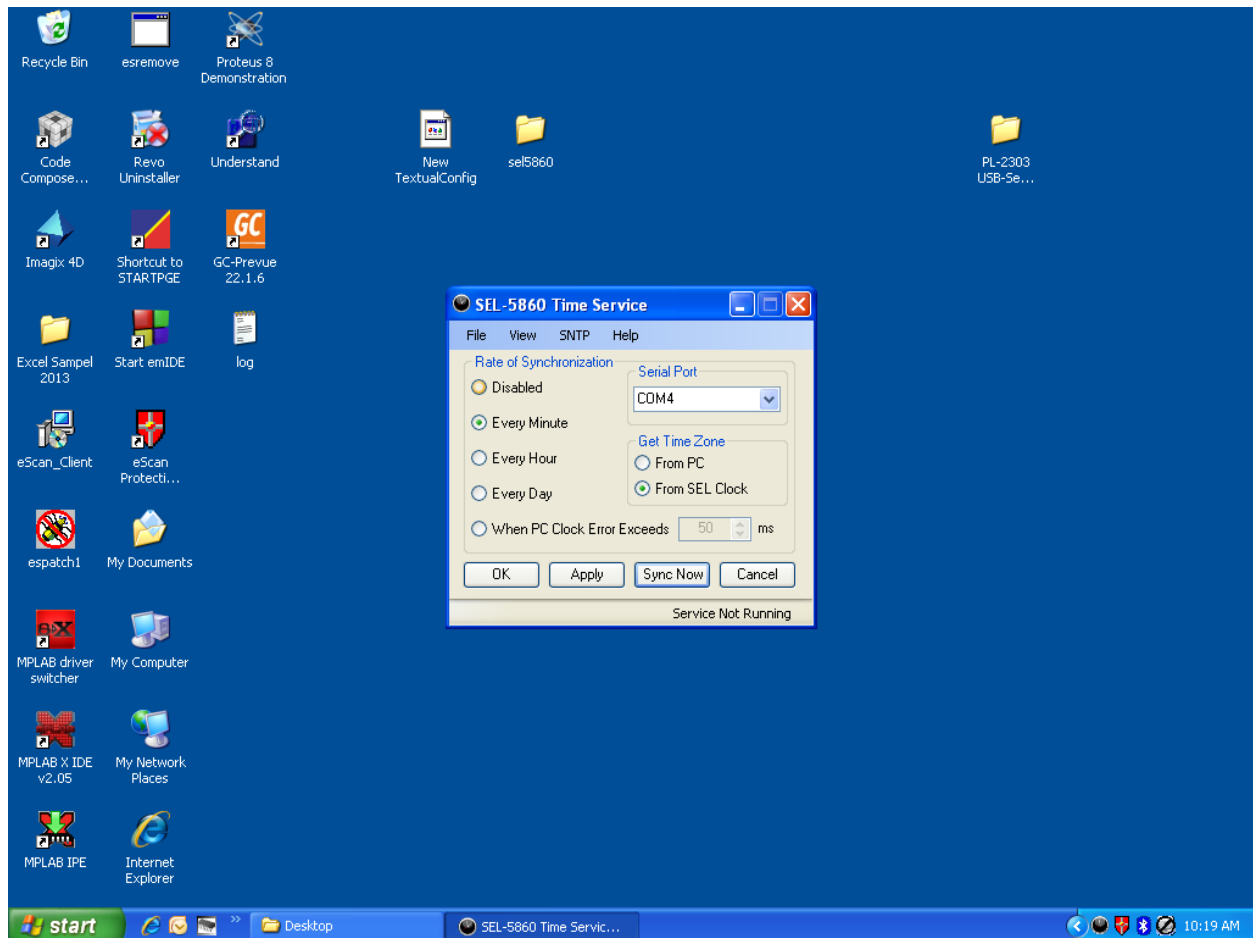 Recycle Bin
esremove
Proteus 8
Demonstration
Code
Compose...
Revo
Uninstaller
Understand
New
TextualConfig
sel5860
PL-2303
USB-Se...
Imagix 4D
Shortcut to
STARTPGE
GC
GC-Prevue
22.1.6
Excel Sampel
2013
Start emIDE
log
eScan_Client
eScan
Protecti...
espatch1
My Documents
MPLAB driver
switcher
My Computer
MPLAB X IDE
v2.05
My Network
Places
MPLAB IPE
Internet
Explorer
SEL-5860 Time Service
File View SNTP Help
Rate of Synchronization
Disabled
Every Minute
Every Hour
Every Day
When PC Clock Error Exceeds 50 ms
Serial Port
COM4
Get Time Zone
From PC
From SEL Clock
OK Apply Sync Now Cancel
Service Not Running
start
Desktop
SEL-5860 Time Servic...
10:19 AM